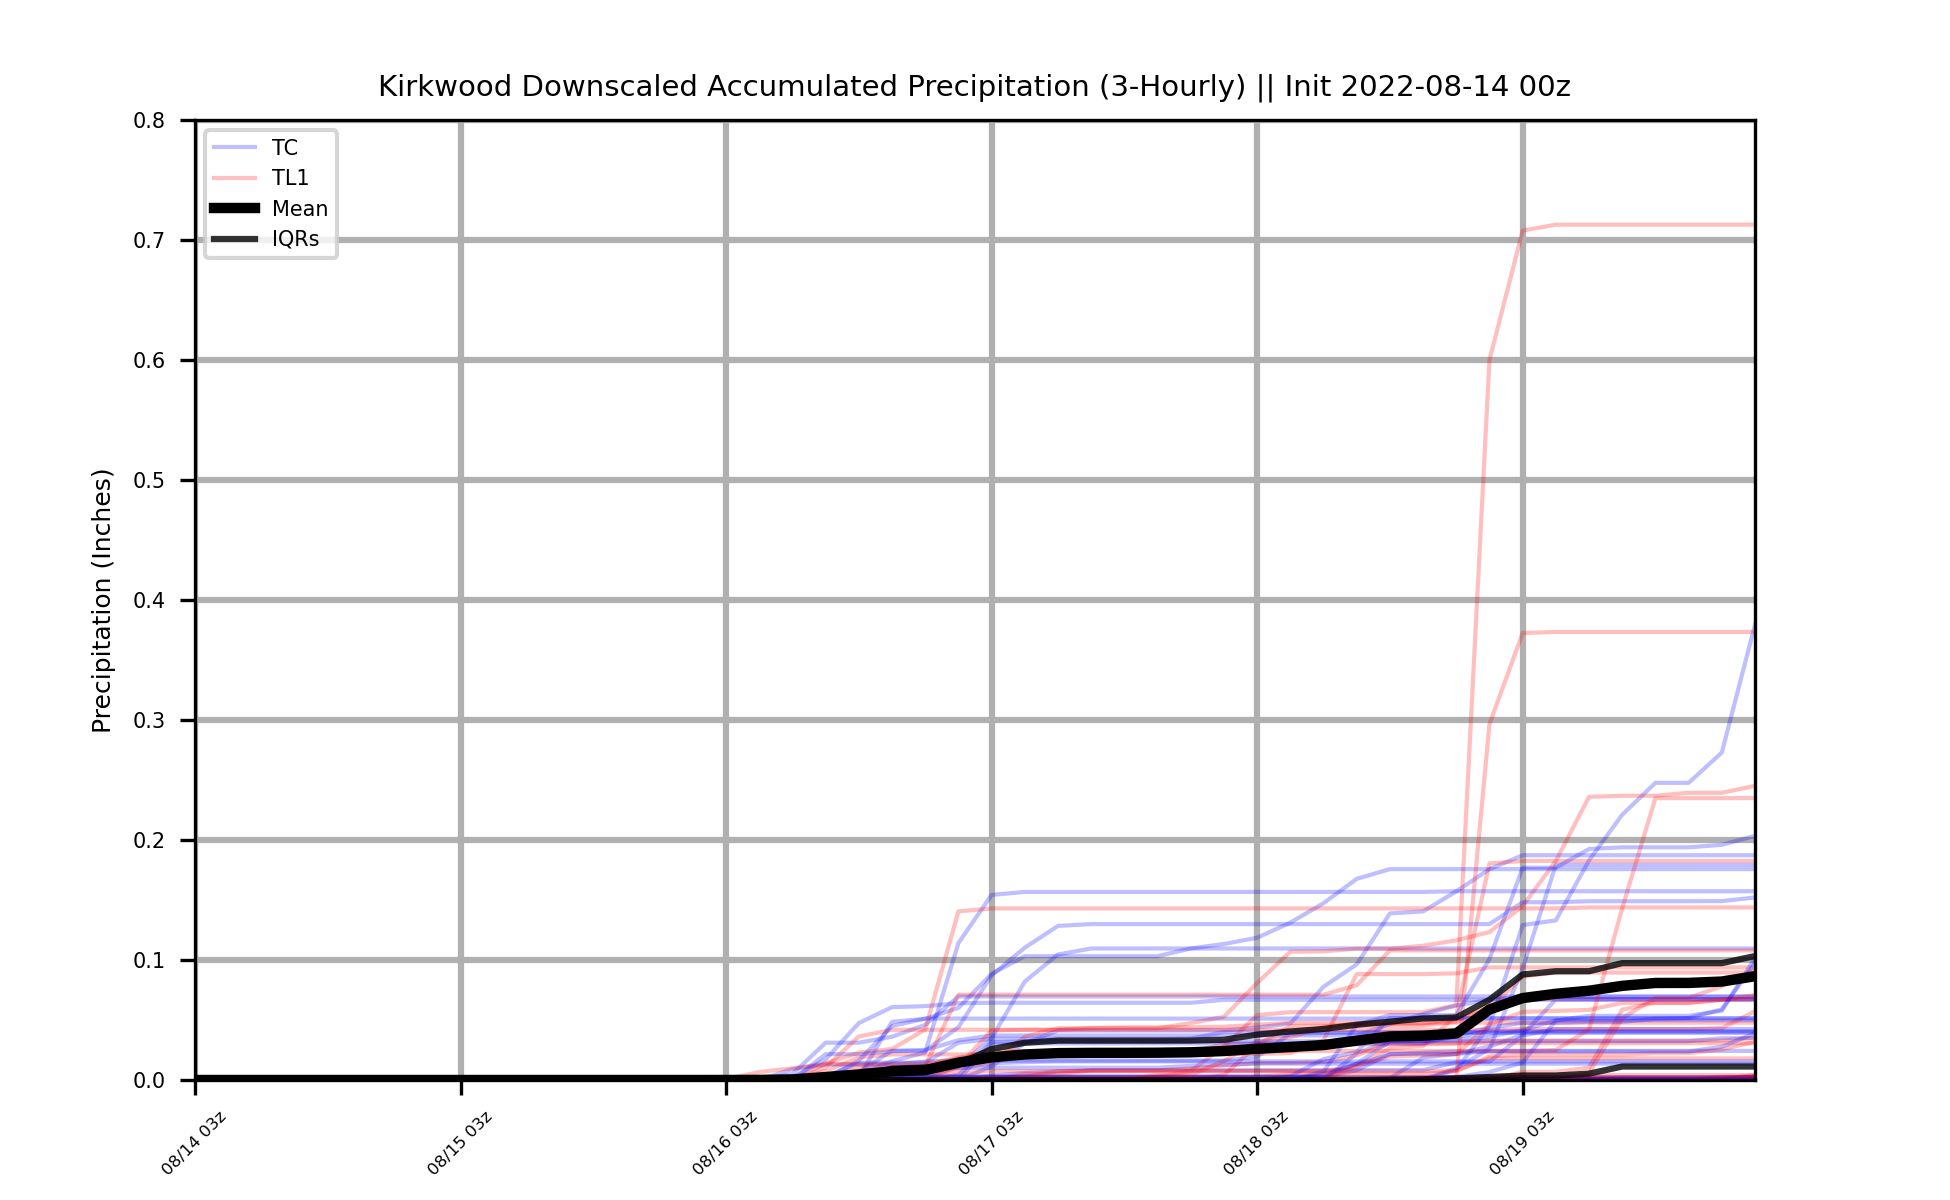 Kirkwood Downscaled Accumulated Precipitation (3-Hourly) || Init 2022-08-14 00z
TC
TL1
Mean
IQRs
Precipitation (Inches)
0.8
0.7
0.6
0.5
0.4
0.3
0.2
0.1
0.0
08/14 03z
08/15 03z
08/16 03z
08/17 03z
08/18 03z
08/19 03z